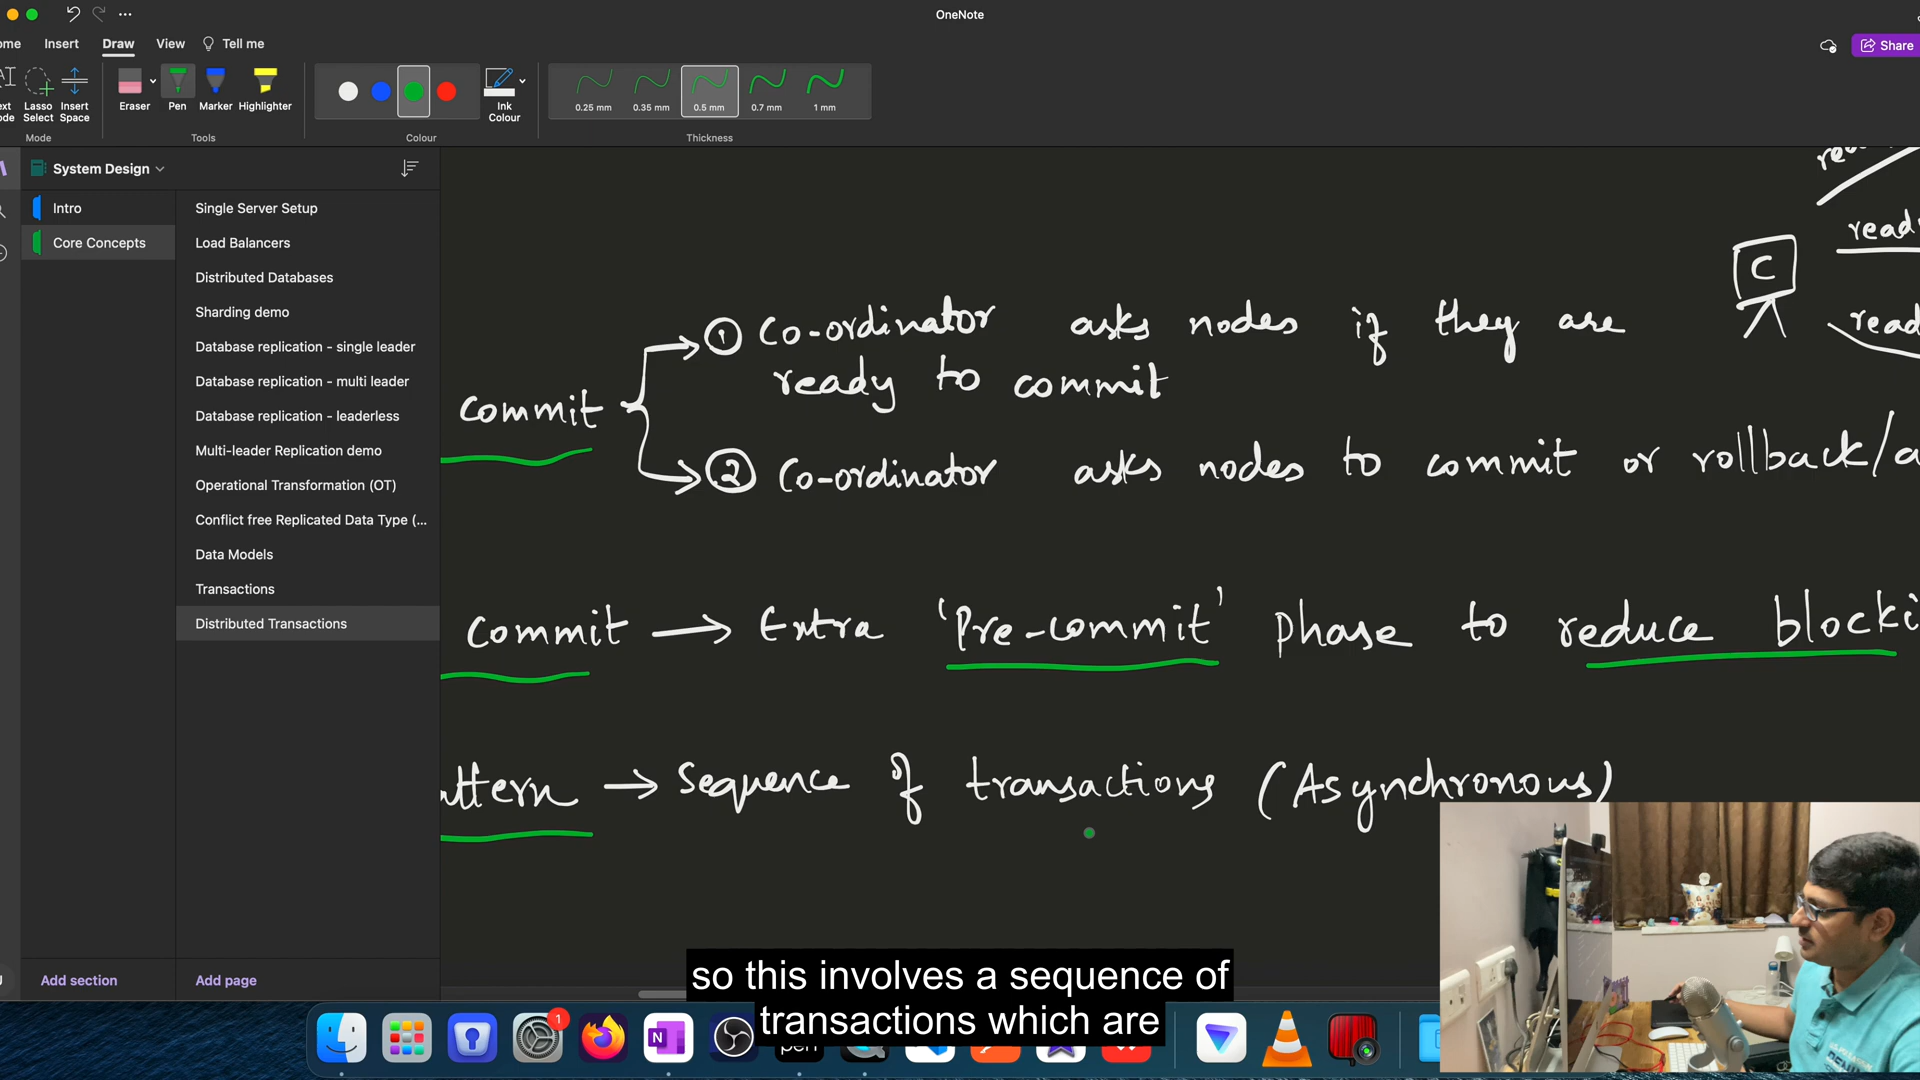 OneNote
ome Insert Draw View Tell me
Share
ext ode
Lasso Select
Insert Space
Eraser
Pen
Marker
Highlighter
Ink Colour
0.25 mm
0.35 mm
0.5 mm
0.7 mm
1 mm
Mode
Tools
Colour
Thickness
System Design
Intro
Core Concepts
Single Server Setup
Load Balancers
Distributed Databases
Sharding demo
Database replication - single leader
Database replication - multi leader
Database replication - leaderless
Multi-leader Replication demo
Operational Transformation (OT)
Conflict free Replicated Data Type (...
Data Models
Transactions
Distributed Transactions
Add section
Add page
rea
read
C
read
commit
① Co-ordinator asks nodes if they are
ready to commit
② Co-ordinator asks nodes to commit or rollback/a
commit → Extra 'Pre-commit' phase to reduce blocki
attern → Sequence of transactions (Asynchronous)
so this involves a sequence of
transactions which are
1
N
pen